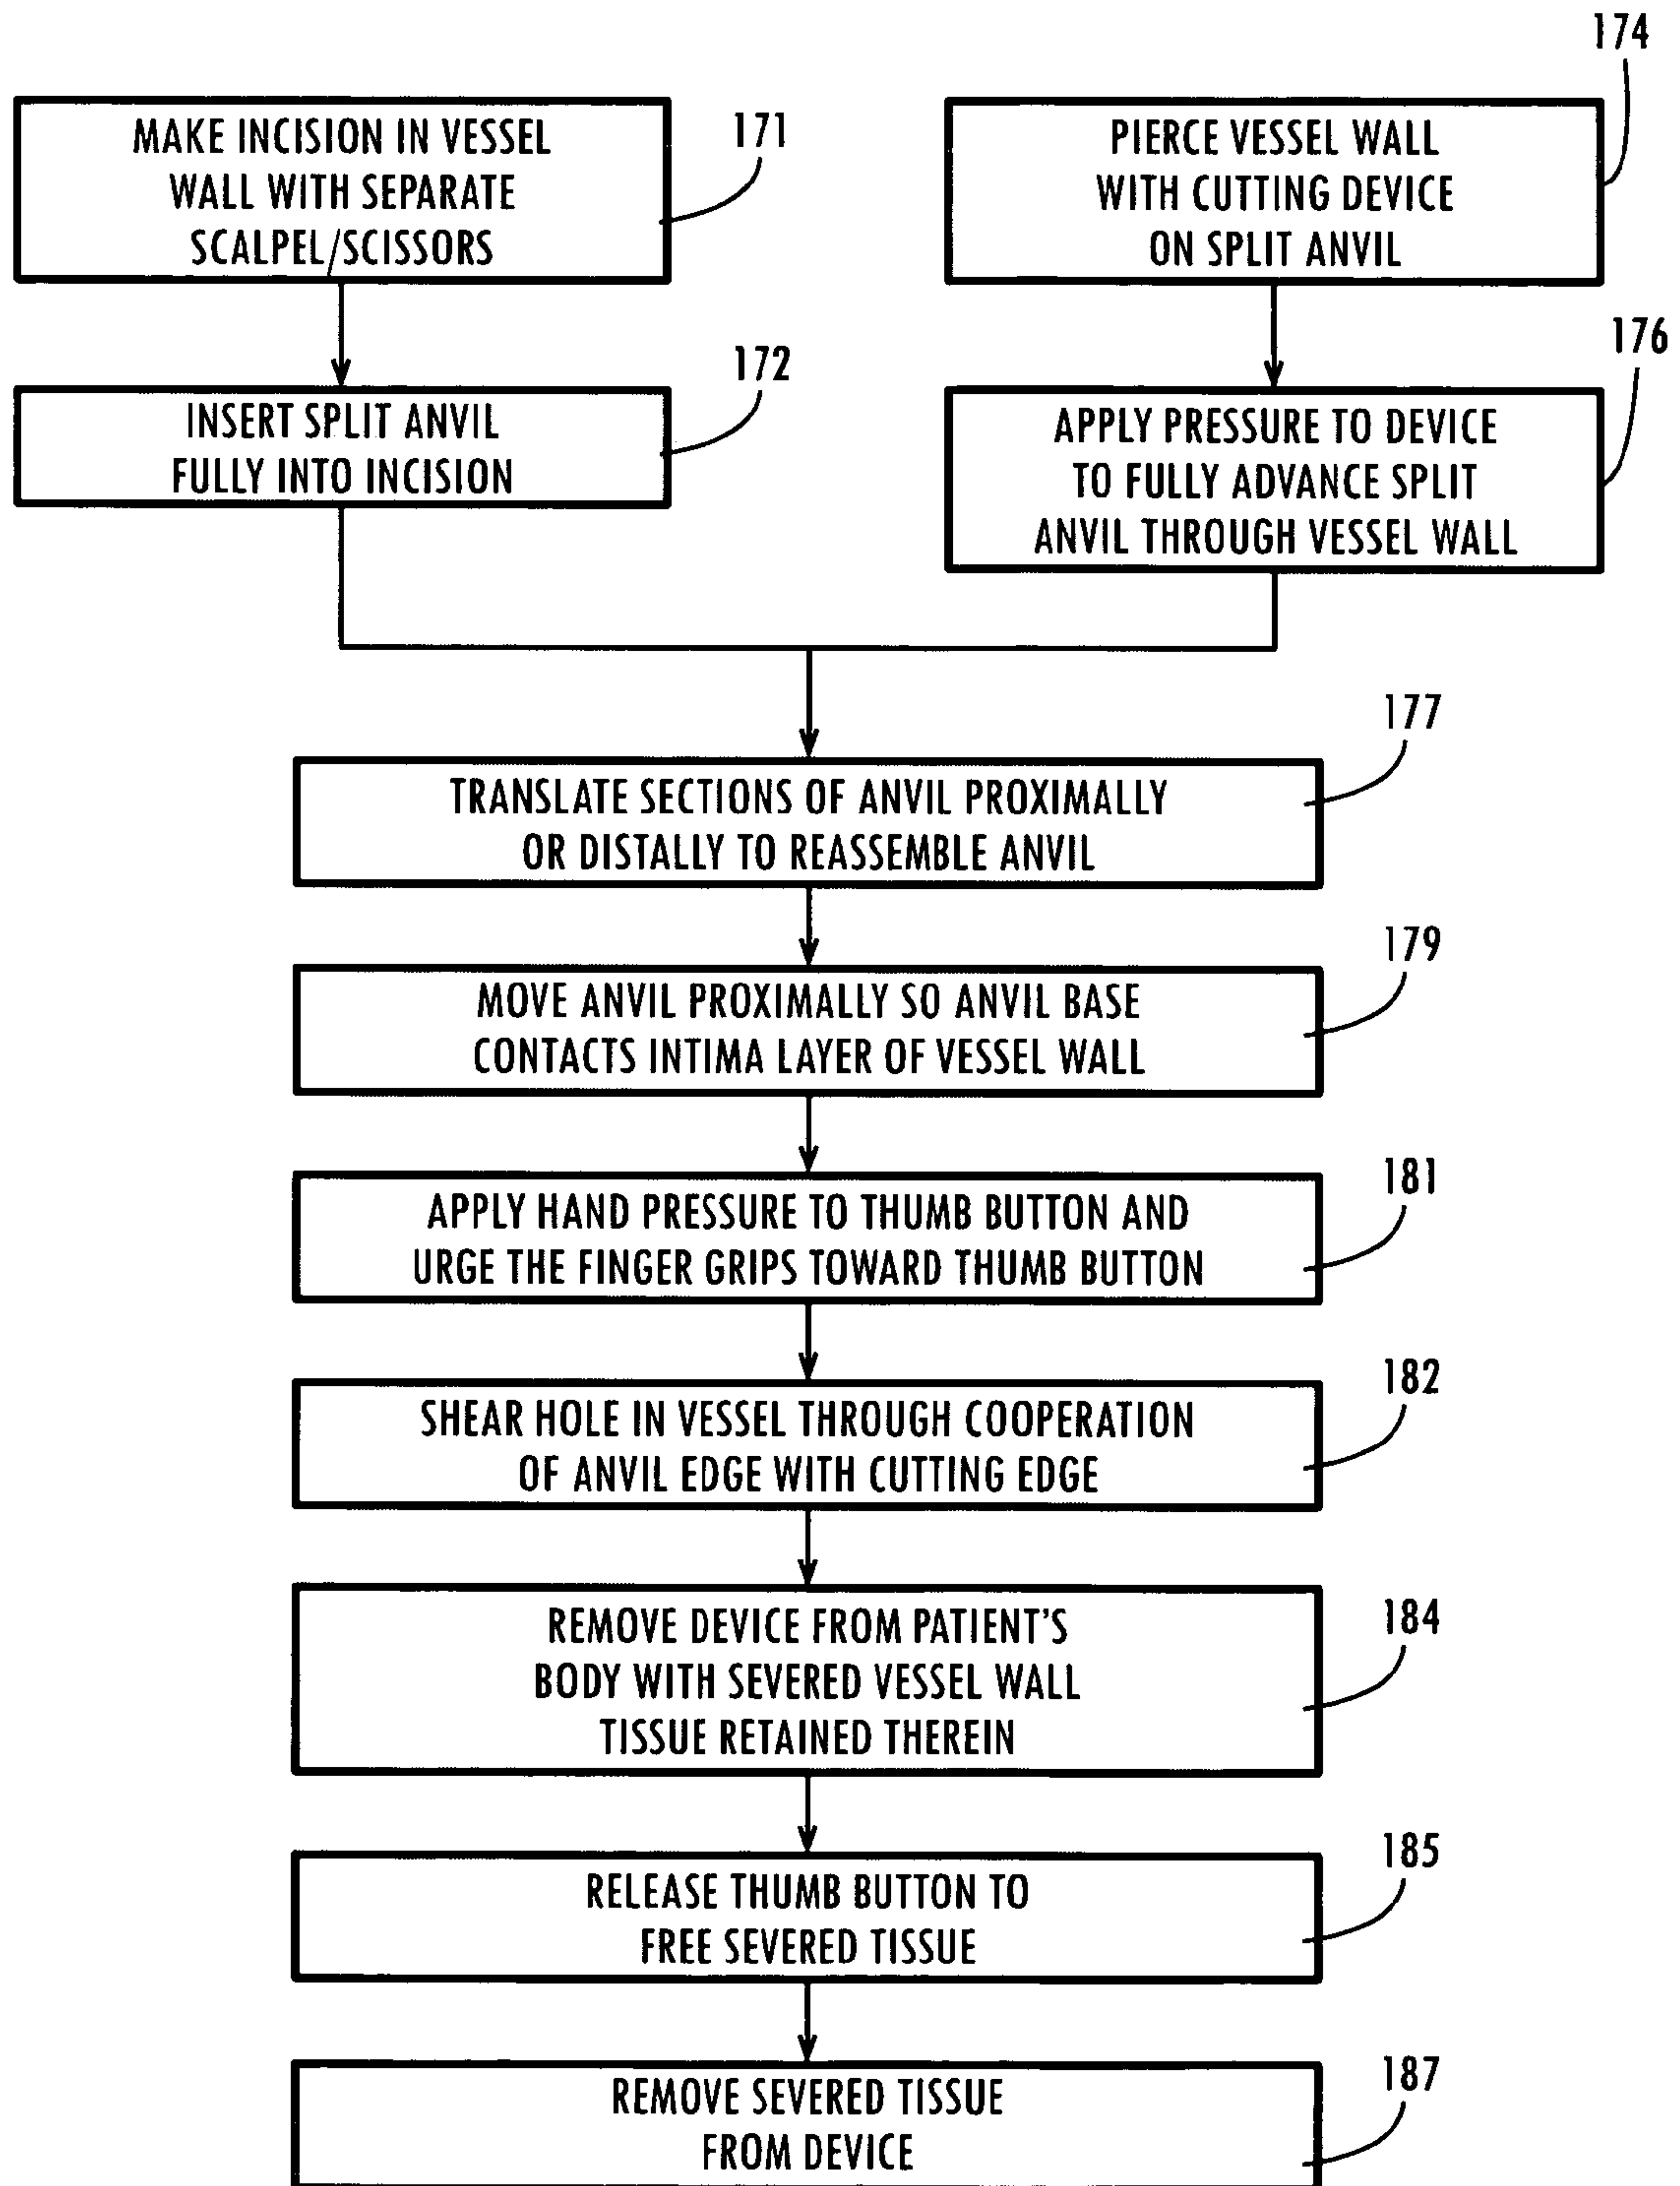 174
MAKE INCISION IN VESSEL
WALL WITH SEPARATE
SCALPEL/SCISSORS
171
PIERCE VESSEL WALL
WITH CUTTING DEVICE
ON SPLIT ANVIL
INSERT SPLIT ANVIL
FULLY INTO INCISION
172
APPLY PRESSURE TO DEVICE
TO FULLY ADVANCE SPLIT
ANVIL THROUGH VESSEL WALL
176
TRANSLATE SECTIONS OF ANVIL PROXIMALLY
OR DISTALLY TO REASSEMBLE ANVIL
177
MOVE ANVIL PROXIMALLY SO ANVIL BASE
CONTACTS INTIMA LAYER OF VESSEL WALL
179
APPLY HAND PRESSURE TO THUMB BUTTON AND
URGE THE FINGER GRIPS TOWARD THUMB BUTTON
181
SHEAR HOLE IN VESSEL THROUGH COOPERATION
OF ANVIL EDGE WITH CUTTING EDGE
182
REMOVE DEVICE FROM PATIENT'S
BODY WITH SEVERED VESSEL WALL
TISSUE RETAINED THEREIN
184
RELEASE THUMB BUTTON TO
FREE SEVERED TISSUE
185
REMOVE SEVERED TISSUE
FROM DEVICE
187